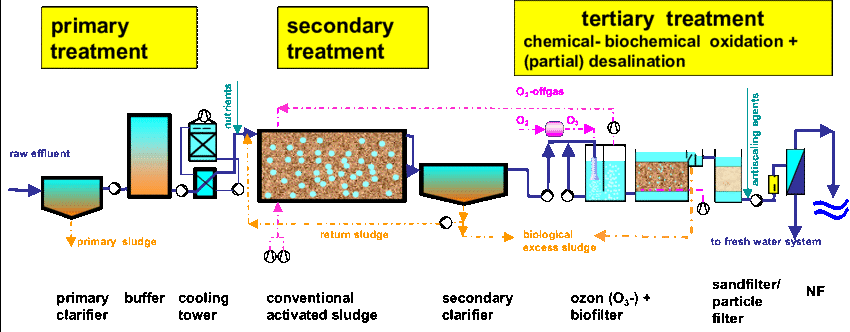 primary
treatment
secondary
treatment
tertiary treatment
chemical- biochemical oxidation +
(partial) desalination
nutrients
O₂-offgas
O₂
O₃
antiscaling agents
raw effluent
primary sludge
return sludge
biological
excess sludge
to fresh water system
primary
clarifier
buffer
cooling
tower
conventional
activated sludge
secondary
clarifier
ozon (O₃-) +
biofilter
sandfilter/
particle
filter
NF